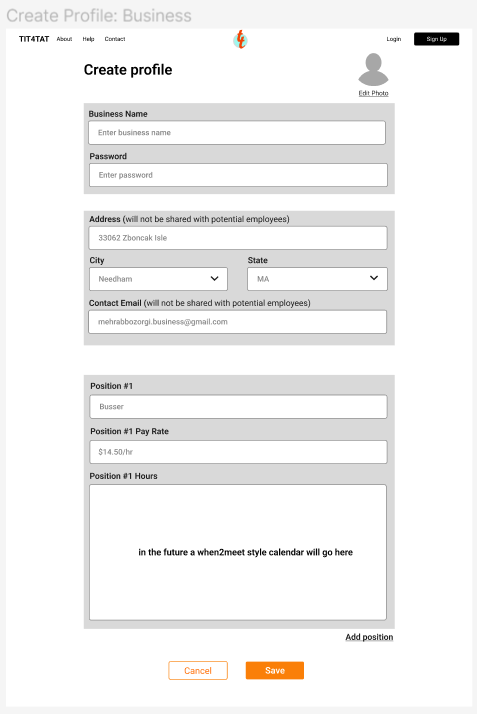 Create Profile: Business
TIT4TAT About Help Contact t4 Login Sign Up
Create profile
Edit Photo
Business Name
Enter business name
Password
Enter password
Address (will not be shared with potential employees)
33062 Zboncak Isle
City State
Needham MA
Contact Email (will not be shared with potential employees)
mehrabbozorgi.business@gmail.com
Position #1
Busser
Position #1 Pay Rate
$14.50/hr
Position #1 Hours
in the future a when2meet style calendar will go here
Add position
Cancel Save